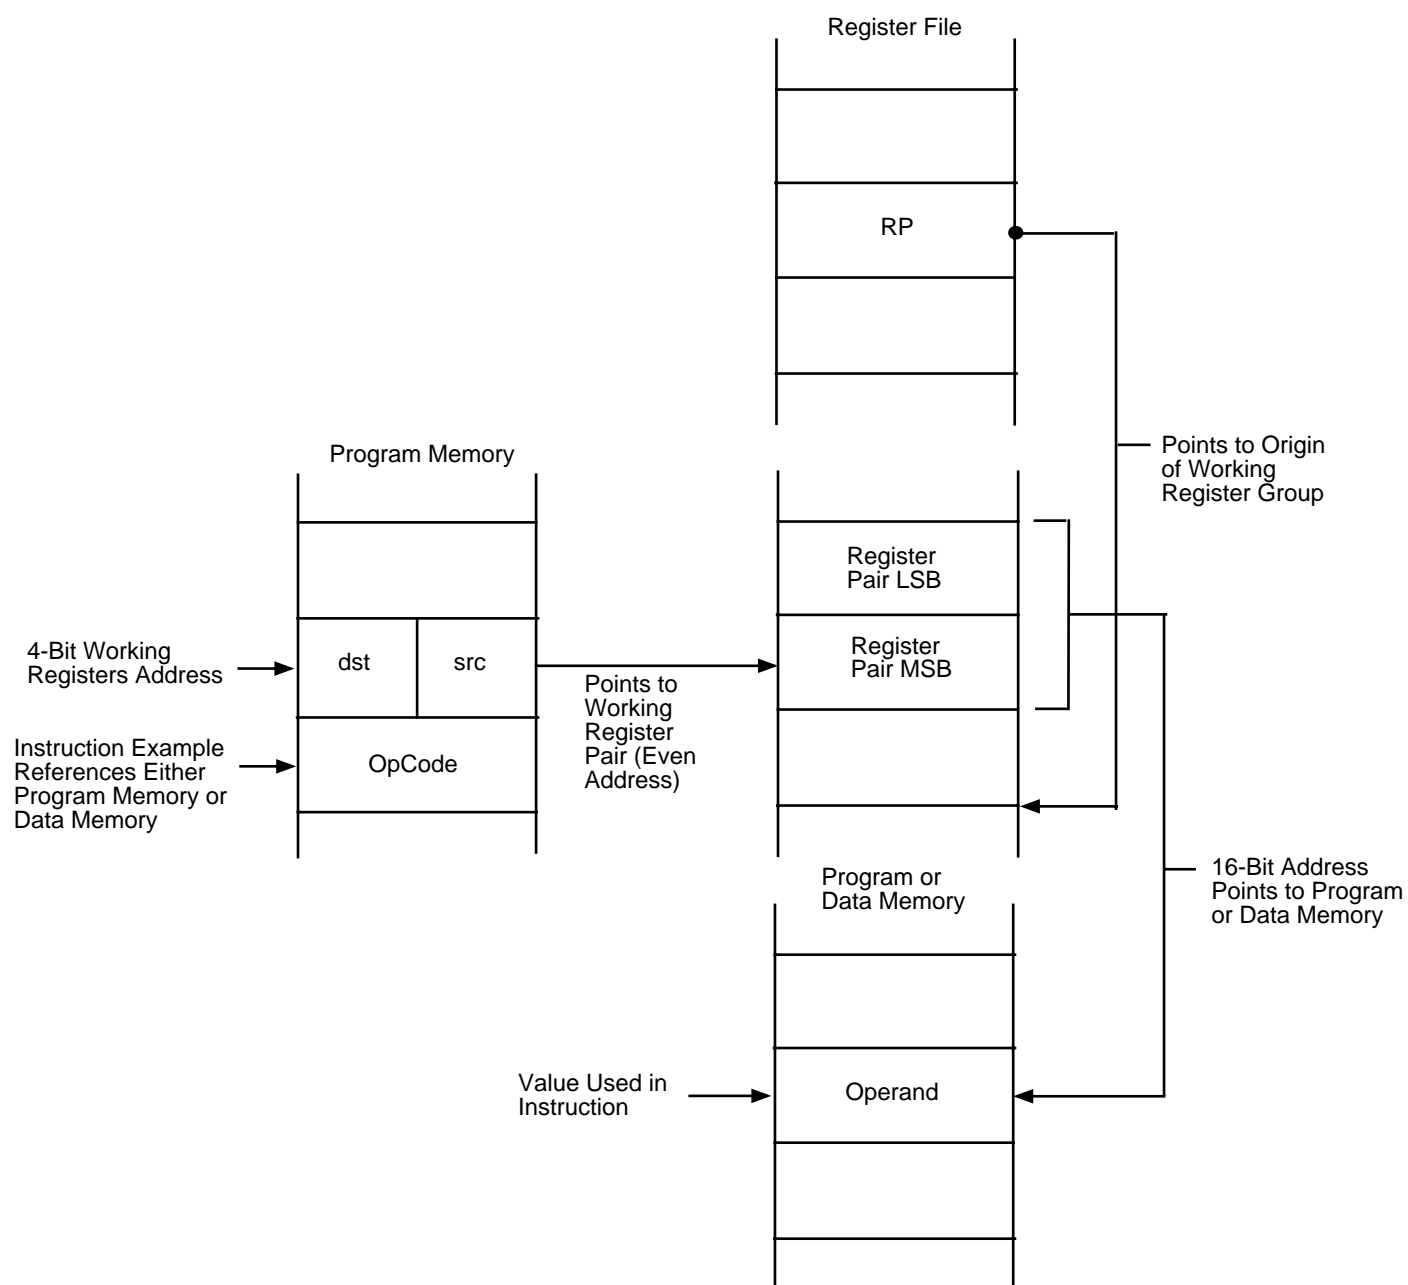 Register File
RP
Points to Origin
of Working
Register Group
Program Memory
Register
Pair LSB
4-Bit Working
Registers Address
dst
src
Register
Pair MSB
Points to
Working
Register
Pair (Even
Address)
Instruction Example
References Either
Program Memory or
Data Memory
OpCode
Program or
Data Memory
16-Bit Address
Points to Program
or Data Memory
Value Used in
Instruction
Operand